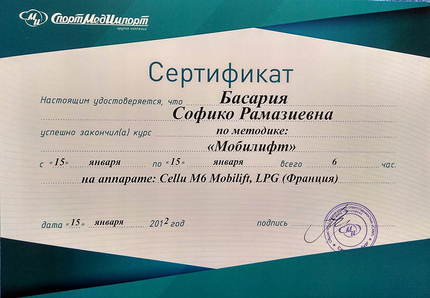 СпортМедИмпорт
группа компаний
Сертификат
Настоящим удостоверяется, что Басария
Софико Рамазиевна
успешно закончил(а) курс по методике:
«Мобилифт»
с «15» января по «15» января всего 6 час.
на аппарате: Cellu M6 Mobilift, LPG (Франция)
дата «15» января 2012 год подпись